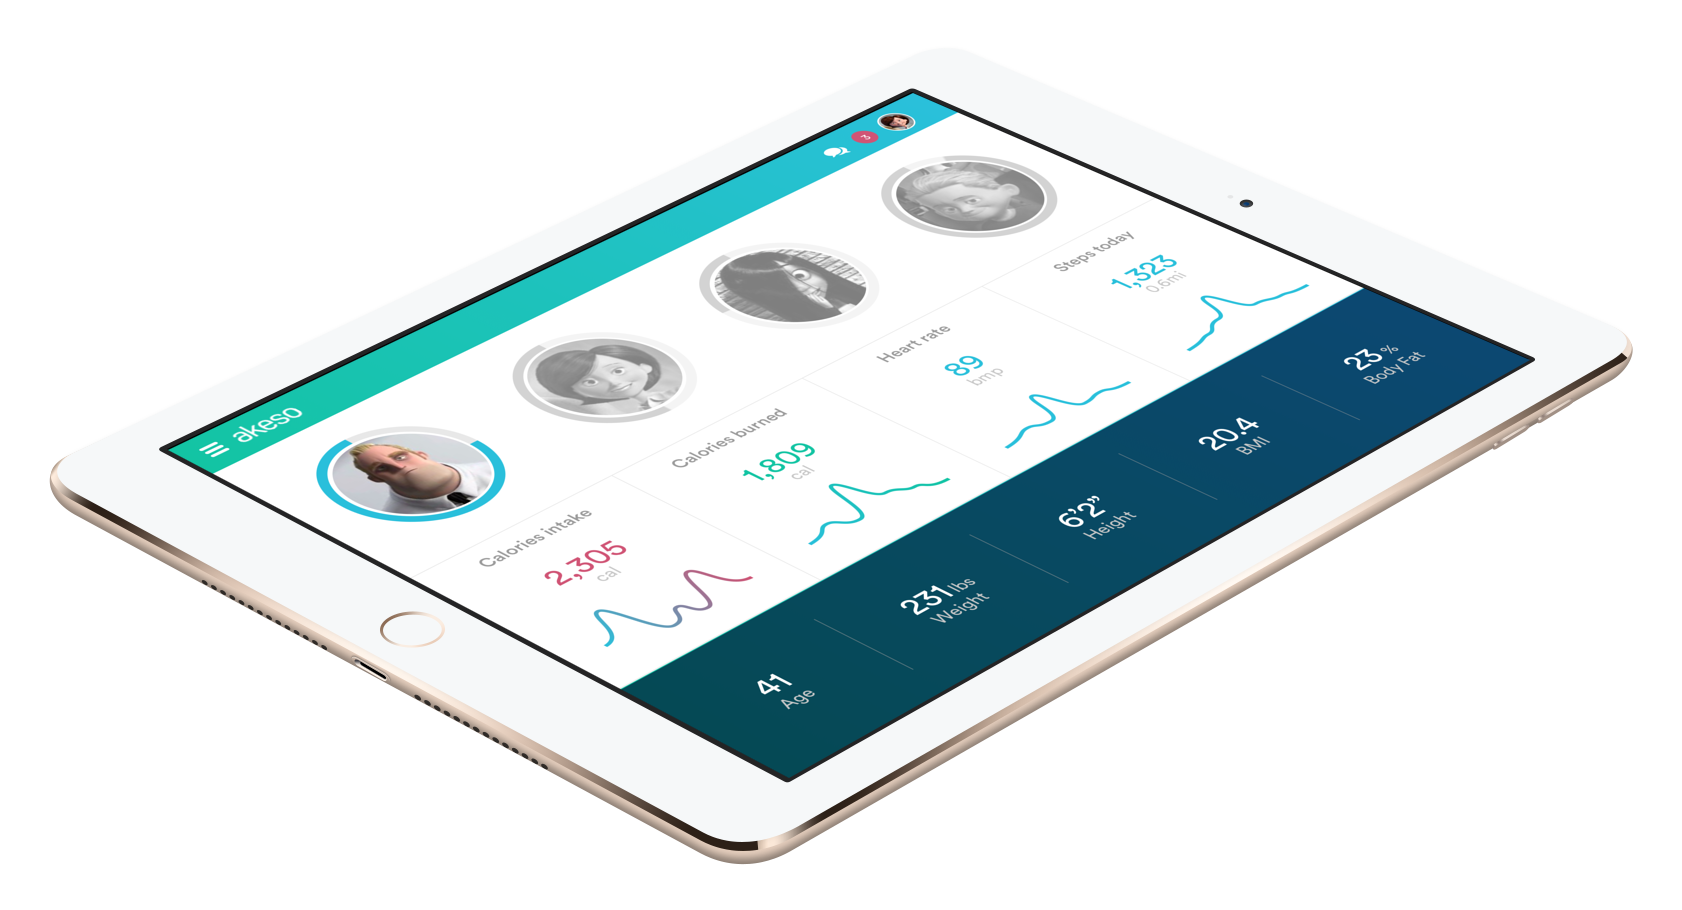 akeso
3
Calories intake
2,305
cal
Calories burned
1,809
cal
Heart rate
89
bmp
Steps today
1,323
0.6mi
41
Age
231 lbs
Weight
6’2”
Height
20.4
BMI
23 %
Body Fat